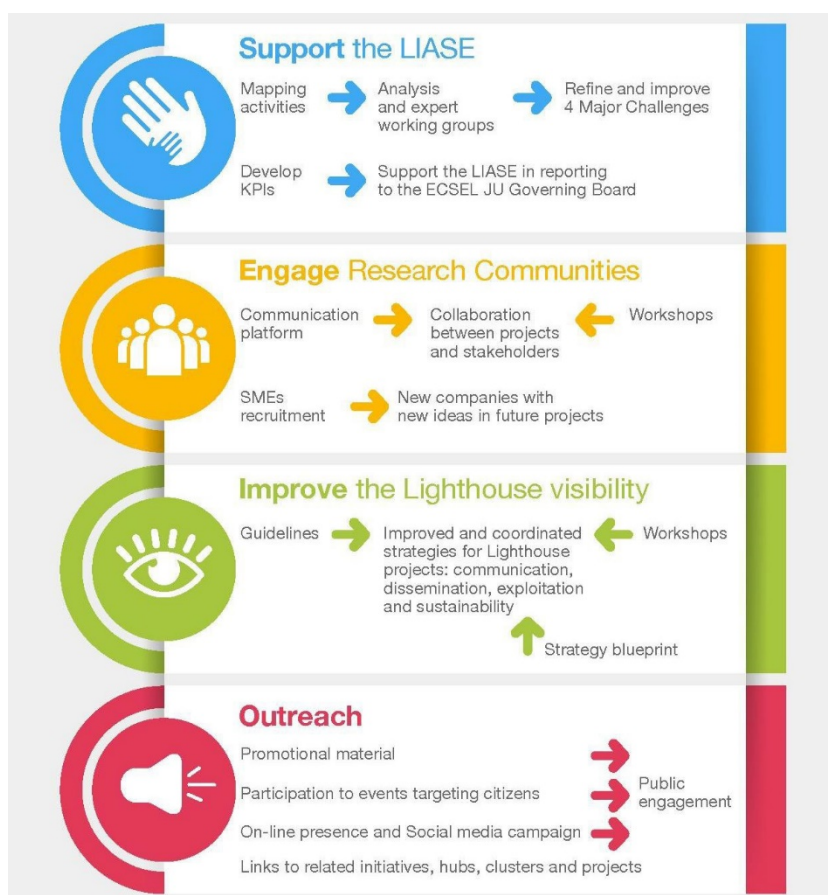 Support the LIASE
Mapping activities
Analysis and expert working groups
Refine and improve 4 Major Challenges
Develop KPIs
Support the LIASE in reporting to the ECSEL JU Governing Board
Engage Research Communities
Communication platform
Collaboration between projects and stakeholders
Workshops
SMEs recruitment
New companies with new ideas in future projects
Improve the Lighthouse visibility
Guidelines
Improved and coordinated strategies for Lighthouse projects: communication, dissemination, exploitation and sustainability
Workshops
Strategy blueprint
Outreach
Promotional material
Participation to events targeting citizens
On-line presence and Social media campaign
Public engagement
Links to related initiatives, hubs, clusters and projects